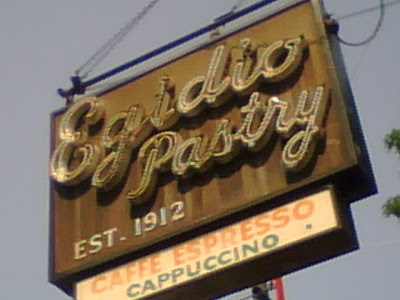 Egidio
Pastry
EST. 1912
CAFFE ESPRESSO
CAPPUCCINO